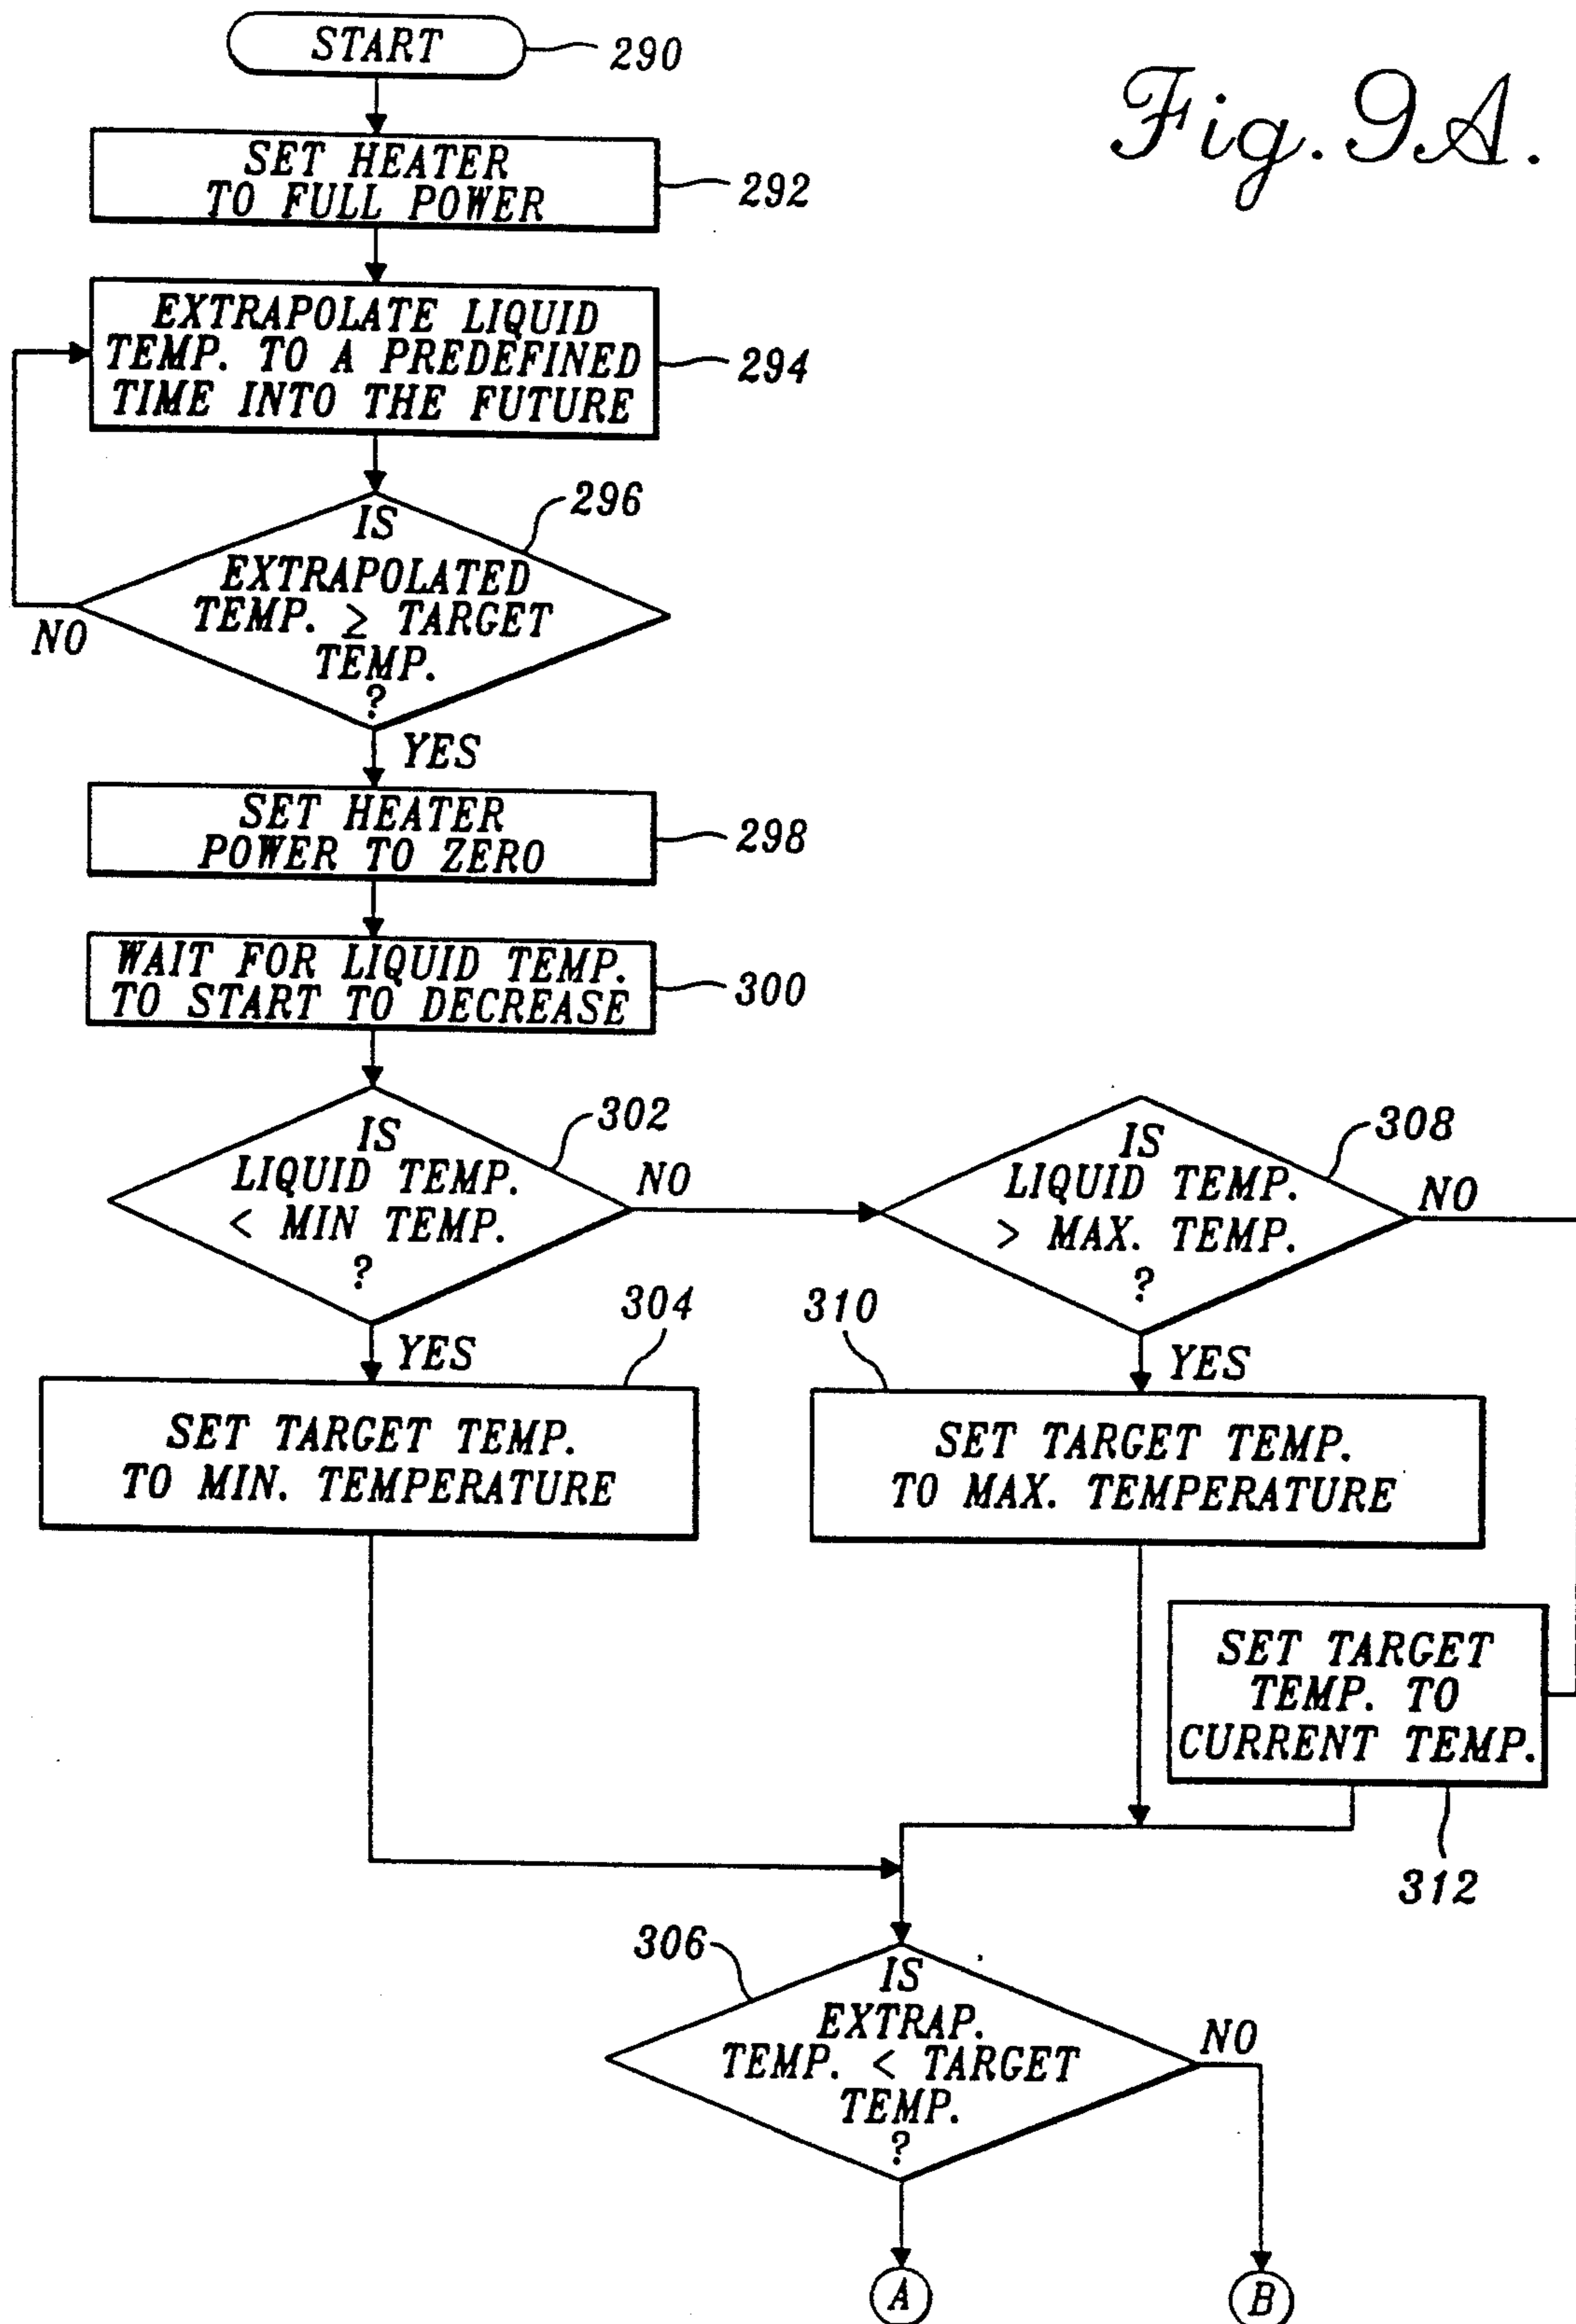 Fig. 9A.
START
290
SET HEATER
TO FULL POWER
292
EXTRAPOLATE LIQUID
TEMP. TO A PREDEFINED
TIME INTO THE FUTURE
294
296
IS
EXTRAPOLATED
TEMP. ≥ TARGET
TEMP.
?
NO
YES
SET HEATER
POWER TO ZERO
298
WAIT FOR LIQUID TEMP.
TO START TO DECREASE
300
302
IS
LIQUID TEMP.
< MIN TEMP.
?
NO
YES
308
IS
LIQUID TEMP.
> MAX. TEMP.
?
NO
YES
304
SET TARGET TEMP.
TO MIN. TEMPERATURE
310
SET TARGET TEMP.
TO MAX. TEMPERATURE
SET TARGET
TEMP. TO
CURRENT TEMP.
312
306
IS
EXTRAP.
TEMP. < TARGET
TEMP.
?
NO
A
B